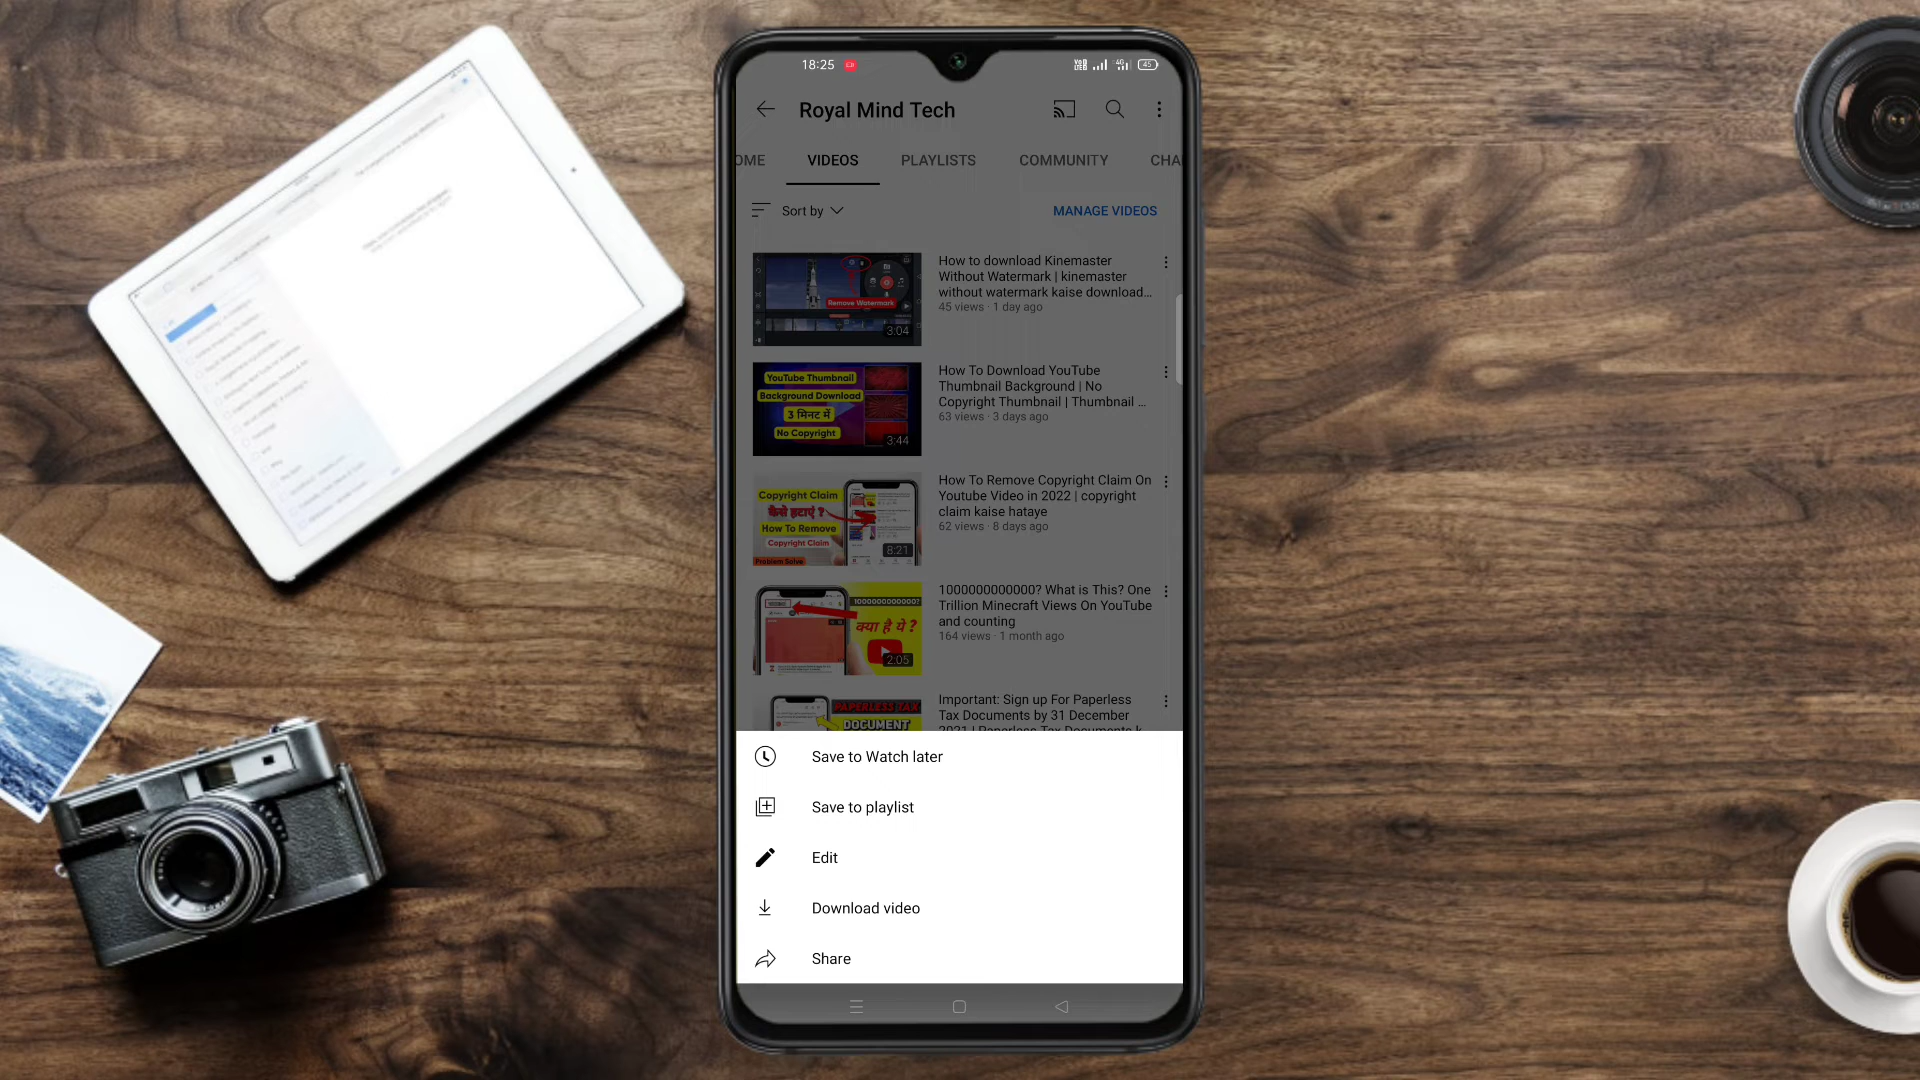 18:25
Royal Mind Tech
OME VIDEOS PLAYLISTS COMMUNITY CHA
Sort by MANAGE VIDEOS
Remove Watermark
3:04
How to download Kinemaster
Without Watermark | kinemaster
without watermark kaise download...
45 views · 1 day ago
YouTube Thumbnail
Background Download
3 मिनट में
No Copyright
3:44
How To Download YouTube
Thumbnail Background | No
Copyright Thumbnail | Thumbnail ...
63 views · 3 days ago
Copyright Claim
कैसे हटाएं ?
How To Remove
Copyright Claim
Problem Solve
8:21
How To Remove Copyright Claim On
Youtube Video in 2022 | copyright
claim kaise hataye
62 views · 8 days ago
1000000000000?
क्या है ये ?
2:05
1000000000000? What is This? One
Trillion Minecraft Views On YouTube
and counting
164 views · 1 month ago
PAPERLESS TAX
DOCUMENT
Important: Sign up For Paperless
Tax Documents by 31 December
2021 | Paperless Tax Documents k
Save to Watch later
Save to playlist
Edit
Download video
Share